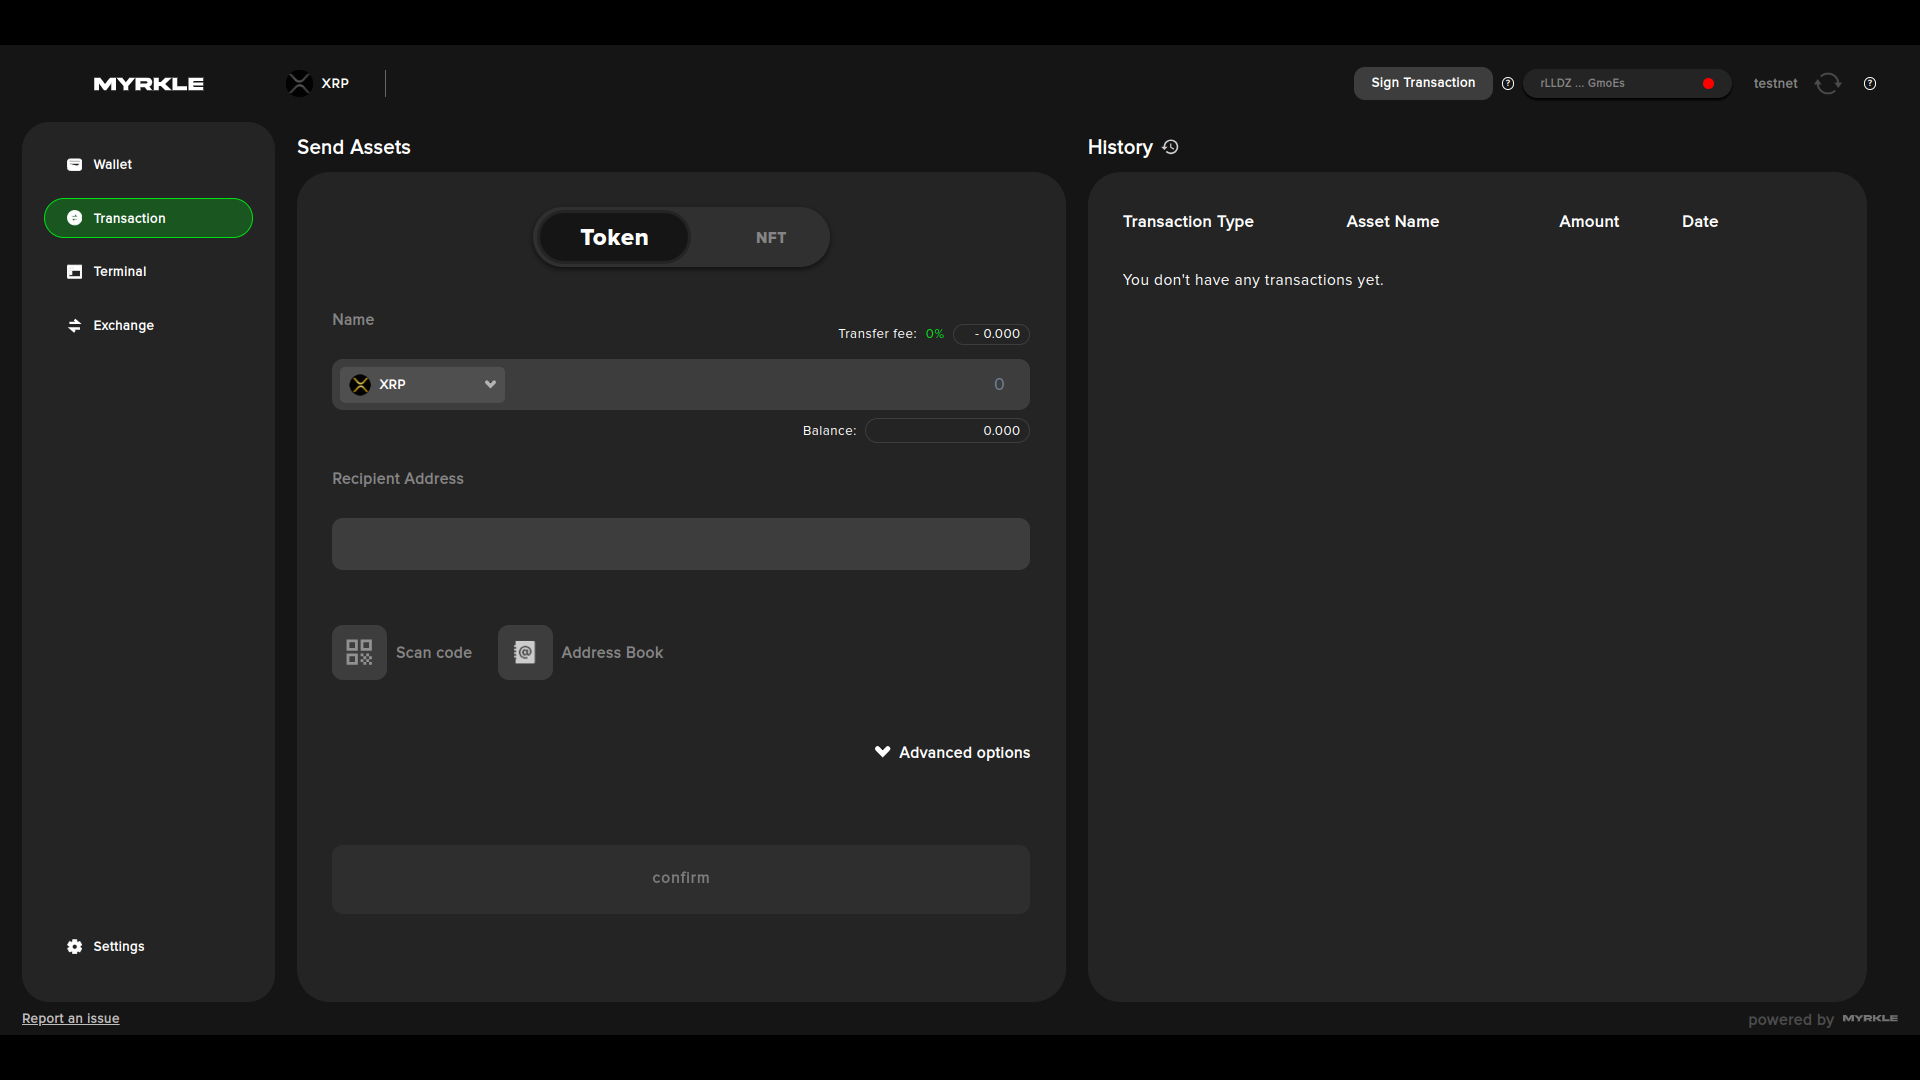 MYRKLE
XRP
Sign Transaction
rLLDZ ... GmoEs
testnet
Wallet
Transaction
Terminal
Exchange
Settings
Report an issue
Send Assets
Token
NFT
Name
Transfer fee: 0% - 0.000
XRP
0
Balance: 0.000
Recipient Address
Scan code
Address Book
Advanced options
confirm
History
Transaction Type Asset Name Amount Date
You don't have any transactions yet.
powered by MYRKLE